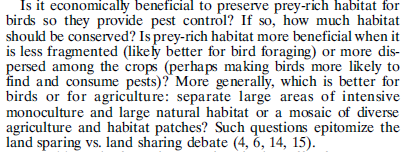 Is it economically beneficial to preserve prey-rich habitat for
birds so they provide pest control? If so, how much habitat
should be conserved? Is prey-rich habitat more beneficial when it
is less fragmented (likely better for bird foraging) or more dis-
persed among the crops (perhaps making birds more likely to
find and consume pests)? More generally, which is better for
birds or for agriculture: separate large areas of intensive
monoculture and large natural habitat or a mosaic of diverse
agriculture and habitat patches? Such questions epitomize the
land sparing vs. land sharing debate (4, 6, 14, 15).